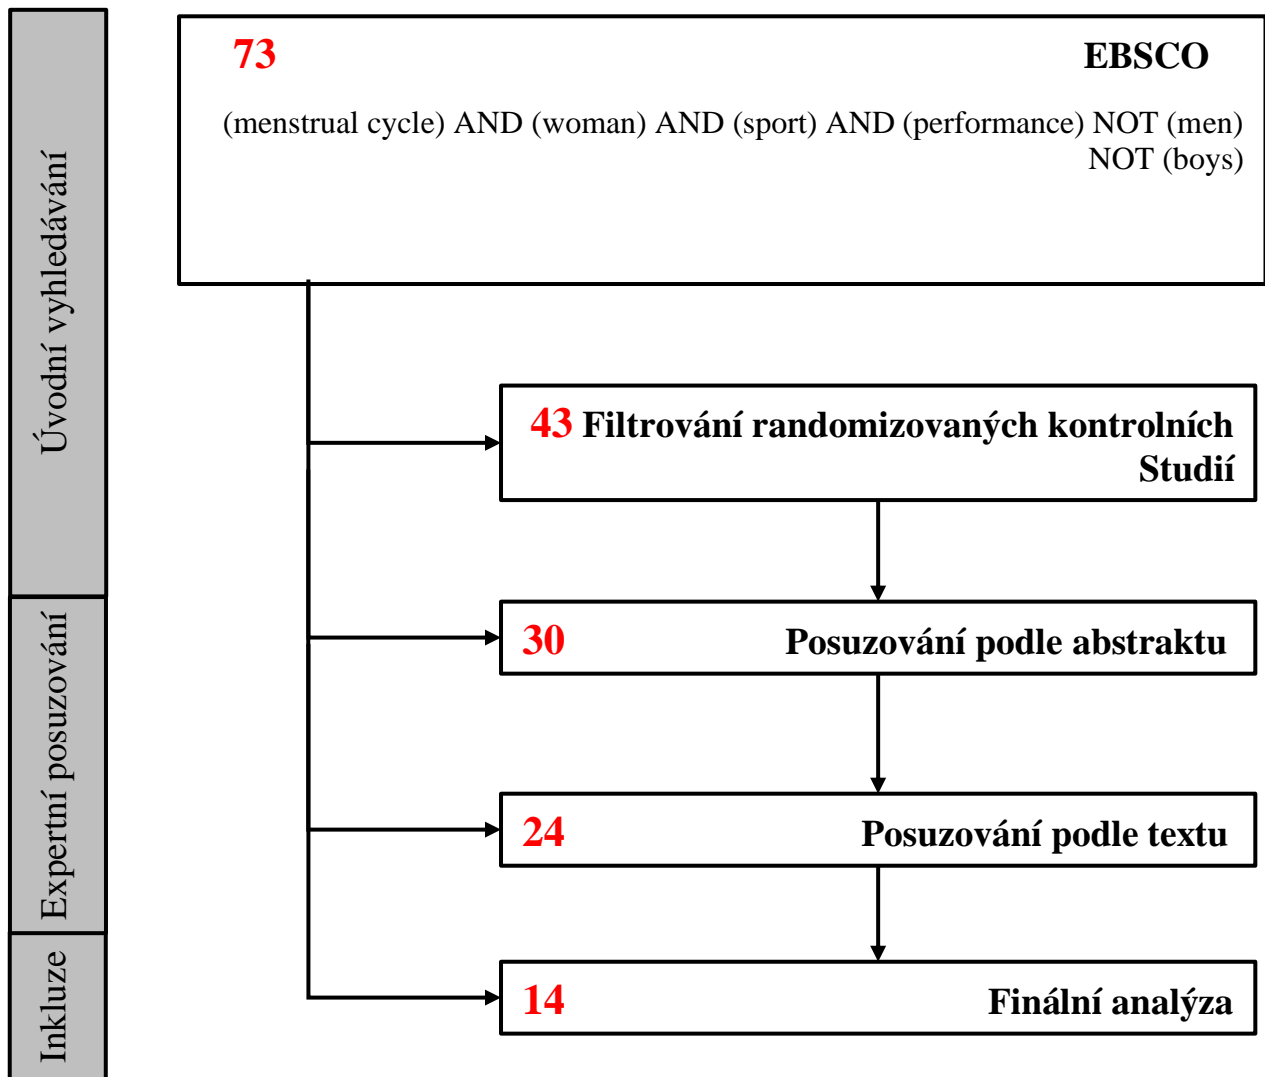 Úvodní vyhledávání
73 EBSCO
(menstrual cycle) AND (woman) AND (sport) AND (performance) NOT (men)
NOT (boys)
43 Filtrování randomizovaných kontrolních
Studií
Expertní posuzování
30 Posuzování podle abstraktu
24 Posuzování podle textu
Inkluze
14 Finální analýza